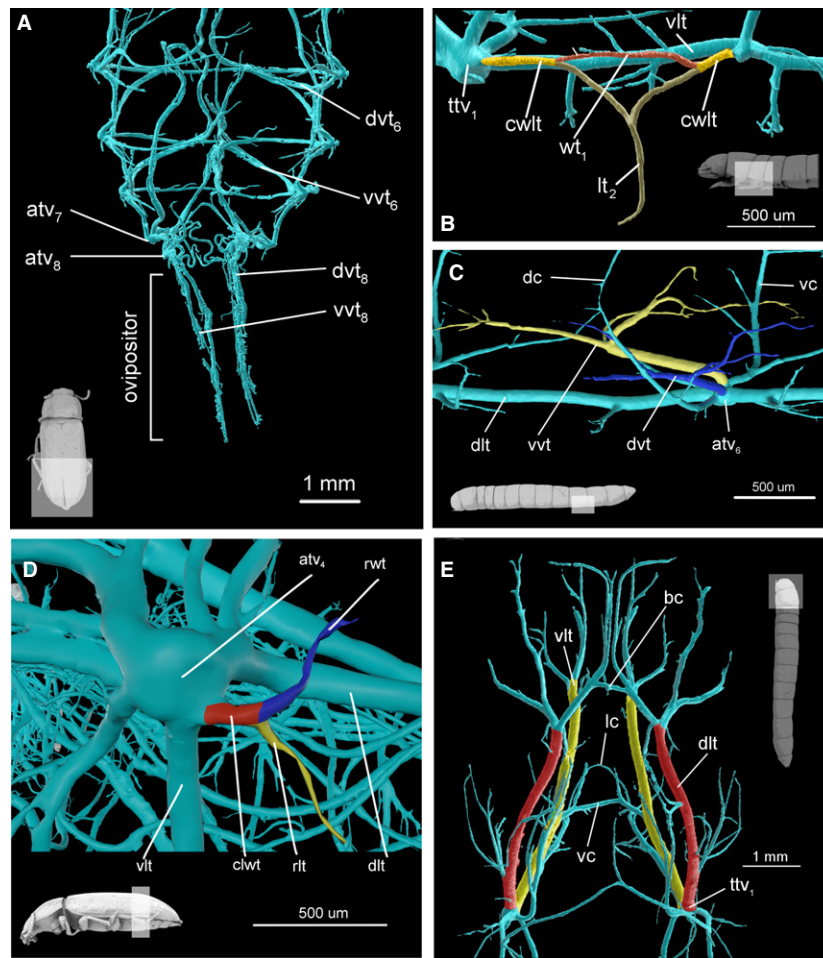 A
dvt6
vvt6
atv7
atv8
dvt8
vvt8
ovipositor
1 mm
vlt
ttv1
cwlt
wt1
cwlt
lt2
500 um
B
C
dc
vc
dlt
vvt
dvt
atv6
500 um
D
atv4
rwt
vlt
clwt
rlt
dlt
500 um
E
bc
vlt
lc
dlt
vc
1 mm
ttv1